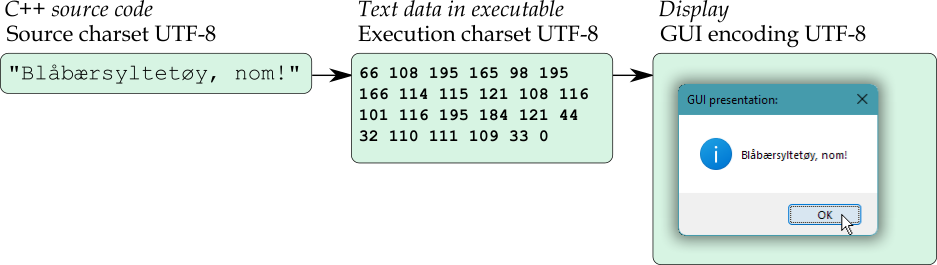 C++ source code
Source charset UTF-8
"Blåbærsyltetøy, nom!"
Text data in executable
Execution charset UTF-8
66 108 195 165 98 195
166 114 115 121 108 116
101 116 195 184 121 44
32 110 111 109 33 0
Display
GUI encoding UTF-8
GUI presentation:
Blåbærsyltetøy, nom!
OK